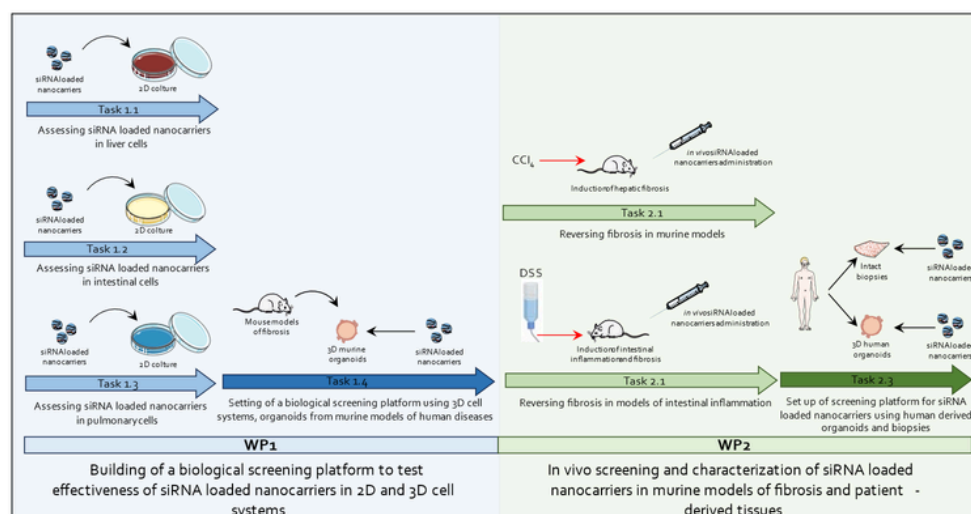 siRNAloaded
nanocarriers
2D culture
Task 1.1
Assessing siRNA loaded nanocarriers
in liver cells
siRNAloaded
nanocarriers
2D culture
Task 1.2
Assessing siRNA loaded nanocarriers
in intestinal cells
siRNAloaded
nanocarriers
2D culture
Task 1.3
Assessing siRNA loaded nanocarriers
in pulmonary cells
Mouse models
of fibrosis
3D murine
organoids
siRNAloaded
nanocarriers
Task 1.4
Setting of a biological screening platform using 3D cell
systems, organoids from murine models of human diseases
WP1
Building of a biological screening platform to test
effectiveness of siRNA loaded nanocarriers in 2D and 3D cell
systems
CCl4
Induction of hepatic fibrosis
in vivo siRNA loaded
nanocarriers administration
Task 2.1
Reversing fibrosis in murine models
DSS
Induction of intestinal
inflammation and fibrosis
in vivo siRNA loaded
nanocarriers administration
Task 2.1
Reversing fibrosis in models of intestinal inflammation
Intact
biopsies
siRNAloaded
nanocarriers
3D human
organoids
siRNAloaded
nanocarriers
Task 2.3
Set up of screening platform for siRNA
loaded nanocarriers using human derived
organoids and biopsies
WP2
In vivo screening and characterization of siRNA loaded
nanocarriers in murine models of fibrosis and patient -
derived tissues